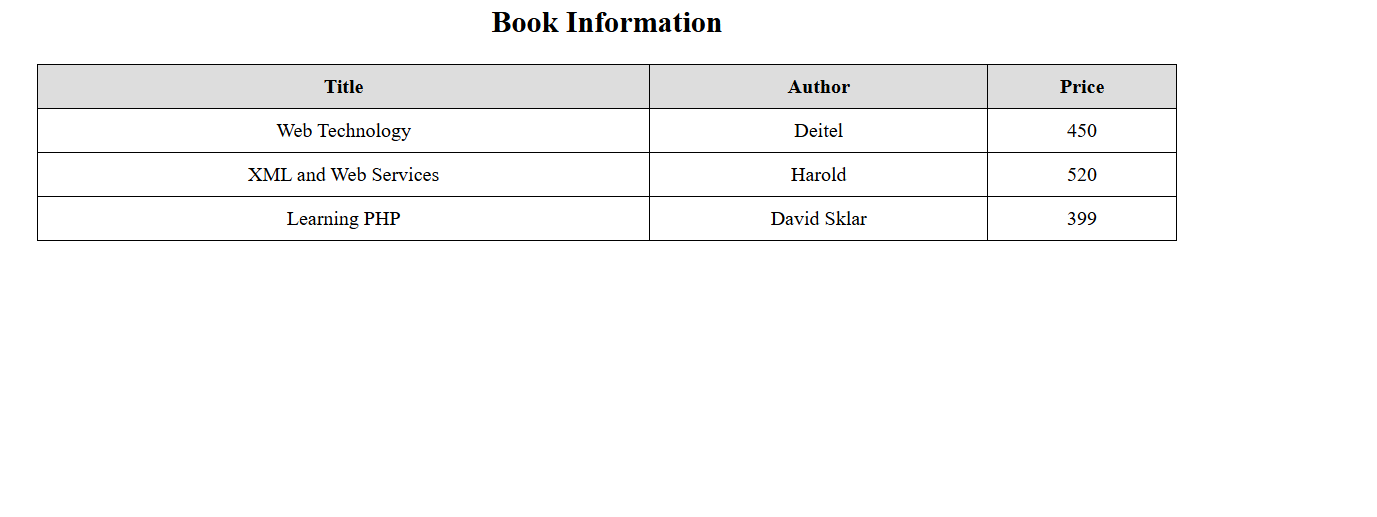 Book Information
Title Author Price
Web Technology Deitel 450
XML and Web Services Harold 520
Learning PHP David Sklar 399